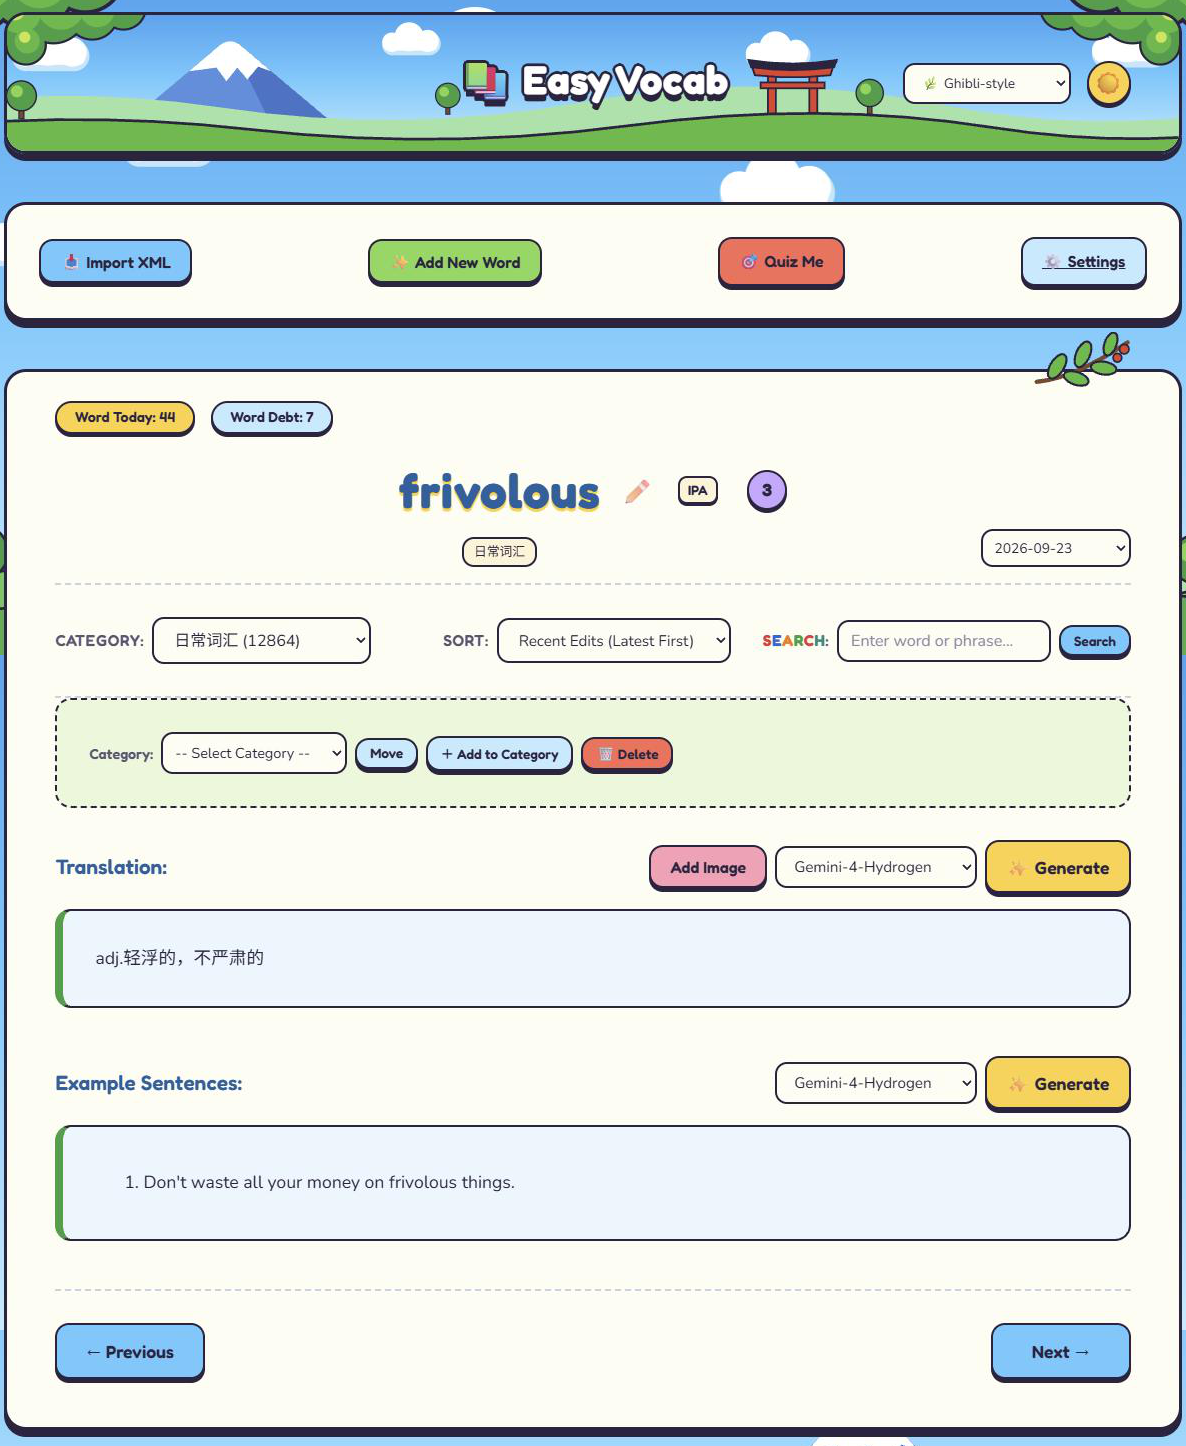 EasyVocab
Ghibli-style
Import XML
Add New Word
Quiz Me
Settings
Word Today: 44
Word Debt: 7
frivolous
IPA
3
日常词汇
2026-09-23
CATEGORY:
日常词汇 (12864)
SORT:
Recent Edits (Latest First)
SEARCH:
Enter word or phrase...
Search
Category:
-- Select Category --
Move
+ Add to Category
Delete
Translation:
Add Image
Gemini-4-Hydrogen
Generate
adj.轻浮的，不严肃的
Example Sentences:
Gemini-4-Hydrogen
Generate
1. Don't waste all your money on frivolous things.
← Previous
Next →